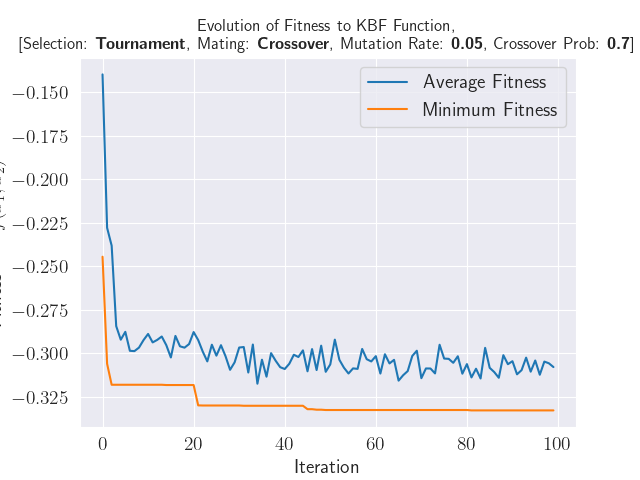 Evolution of Fitness to KBF Function,
[Selection: Tournament, Mating: Crossover, Mutation Rate: 0.05, Crossover Prob: 0.7]
Average Fitness
Minimum Fitness
−0.150
−0.175
−0.200
−0.225
−0.250
−0.275
−0.300
−0.325
0
20
40
60
80
100
Iteration